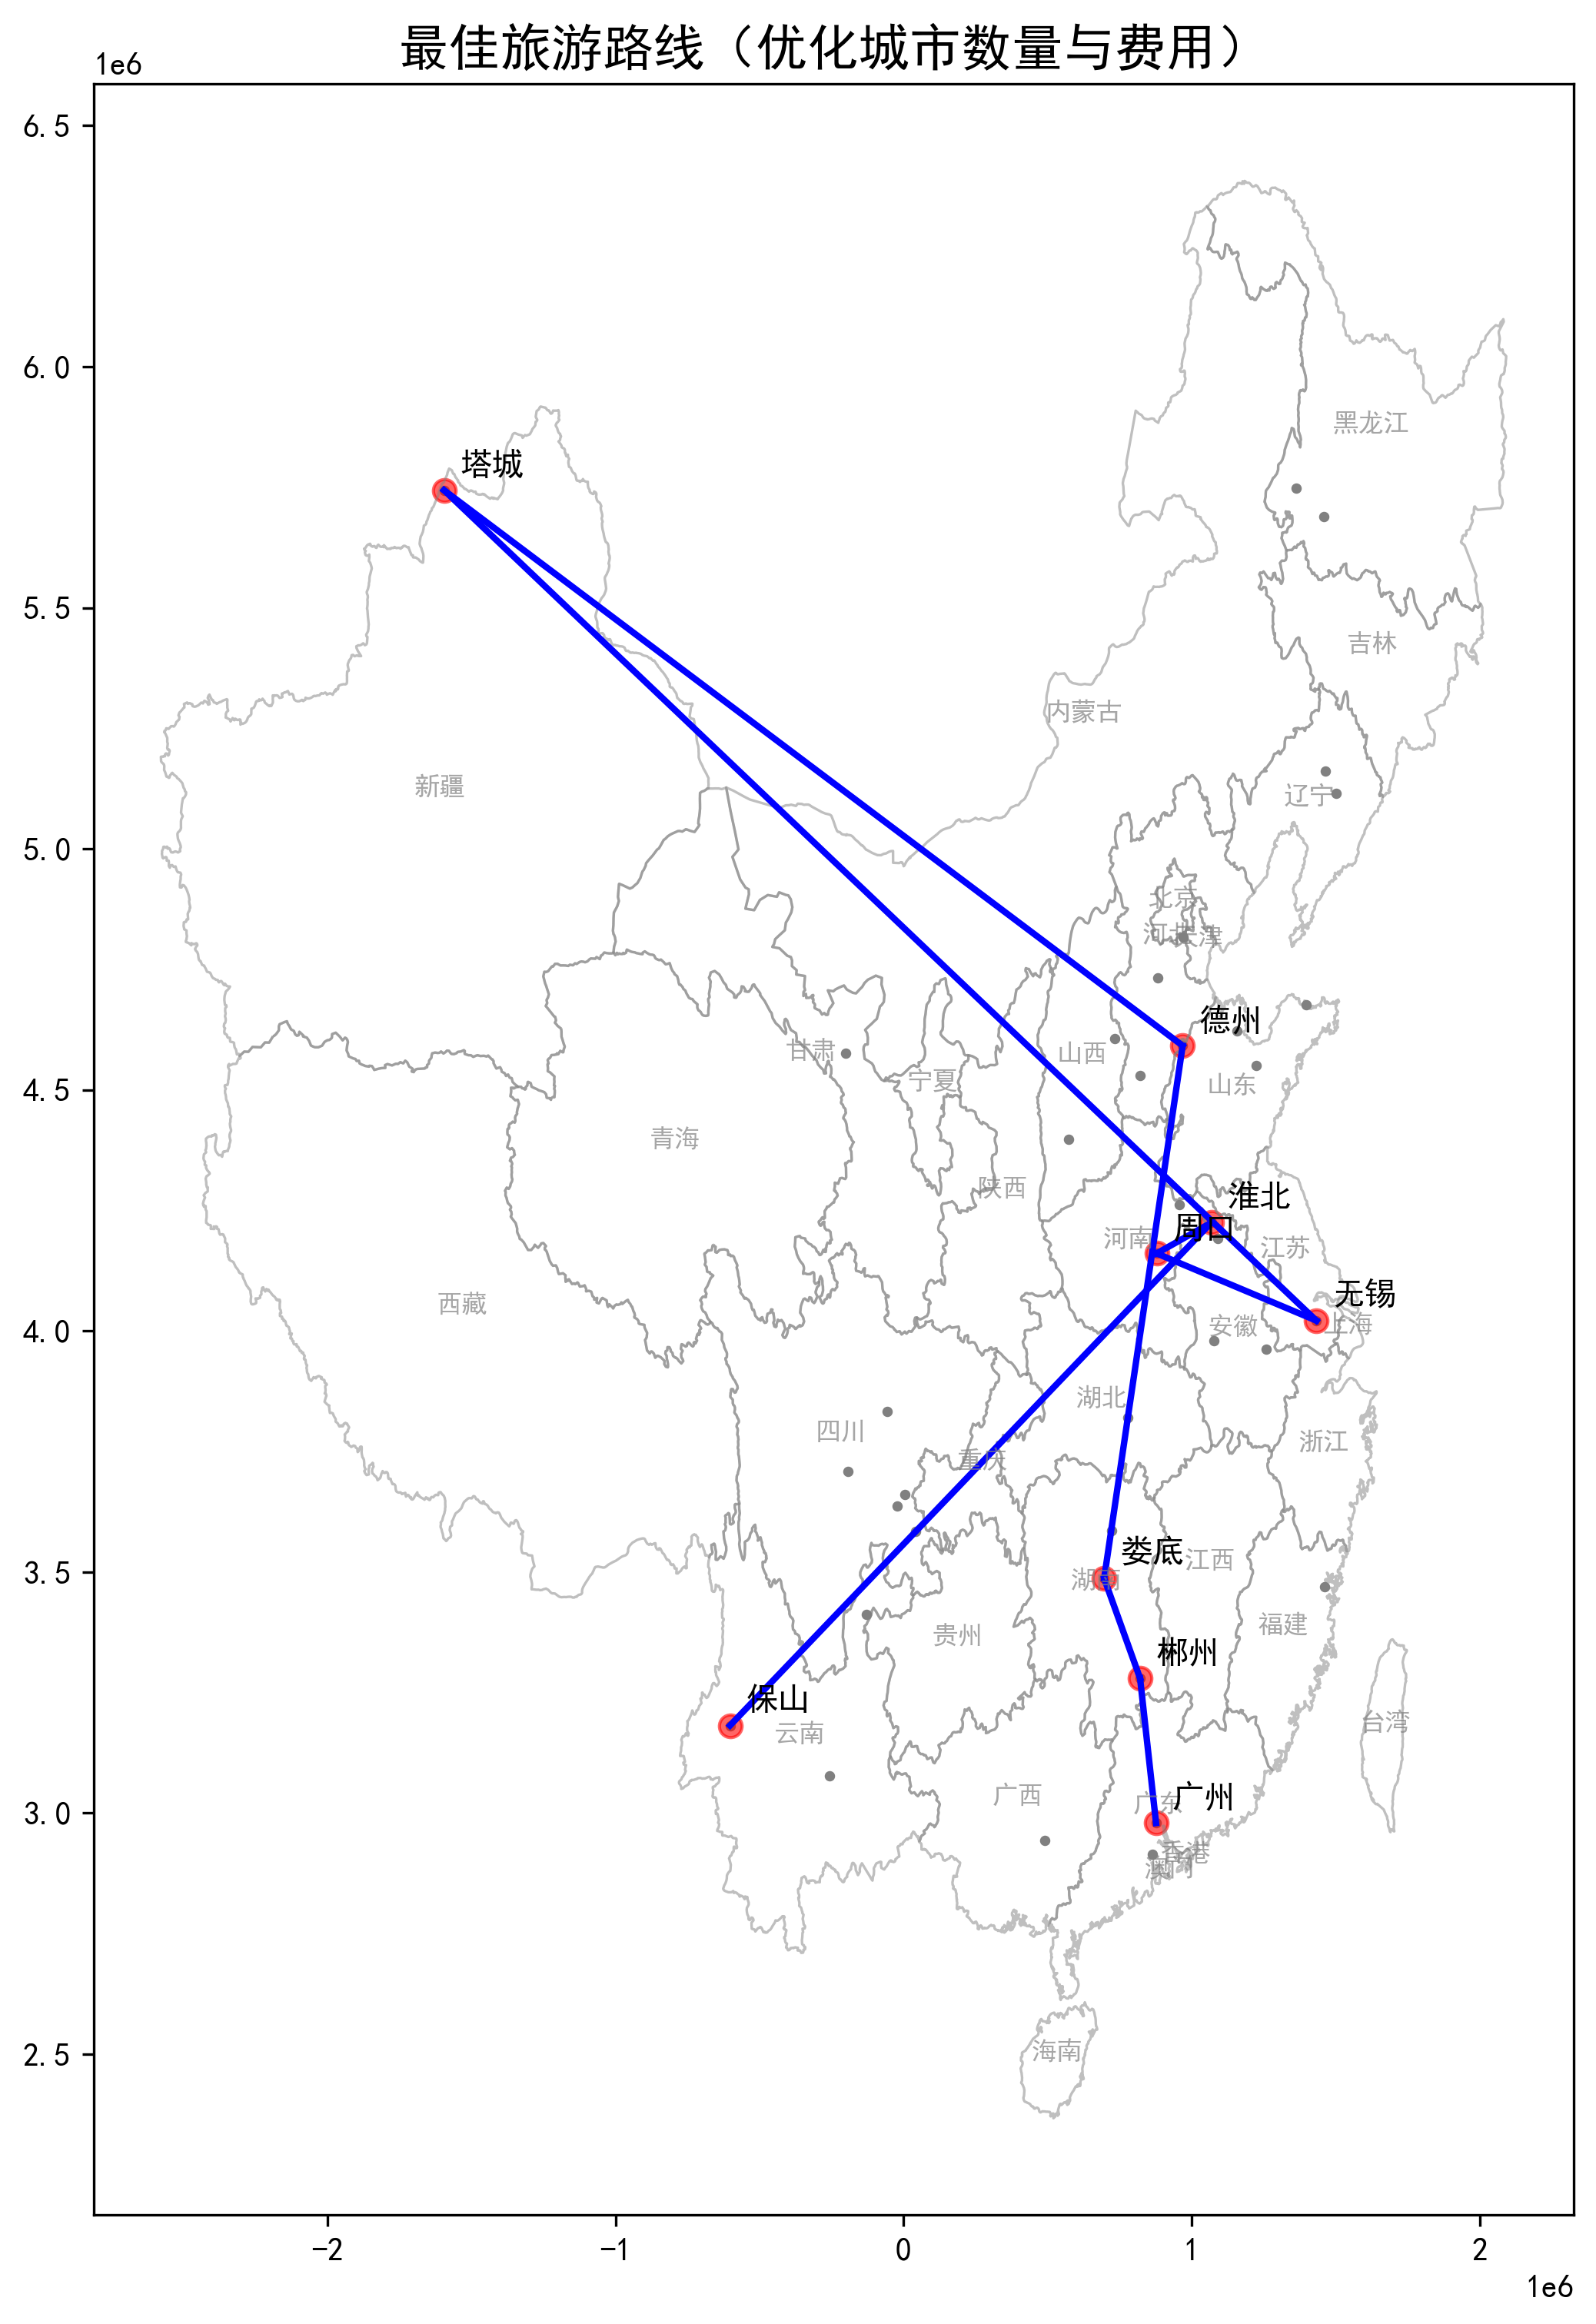 最佳旅游路线（优化城市数量与费用）
1e6
6.5
6.0
5.5
5.0
4.5
4.0
3.5
3.0
2.5
黑龙江
塔城
吉林
内蒙古
新疆
辽宁
北京
河北
天津
德州
甘肃
山西
宁夏
山东
青海
陕西
淮北
周口
河南
江苏
西藏
无锡
安徽
上海
湖北
四川
浙江
重庆
娄底
江西
湖南
贵州
福建
郴州
保山
云南
台湾
广西
广州
广东
香港
澳门
海南
-2
-1
0
1
2
1e6